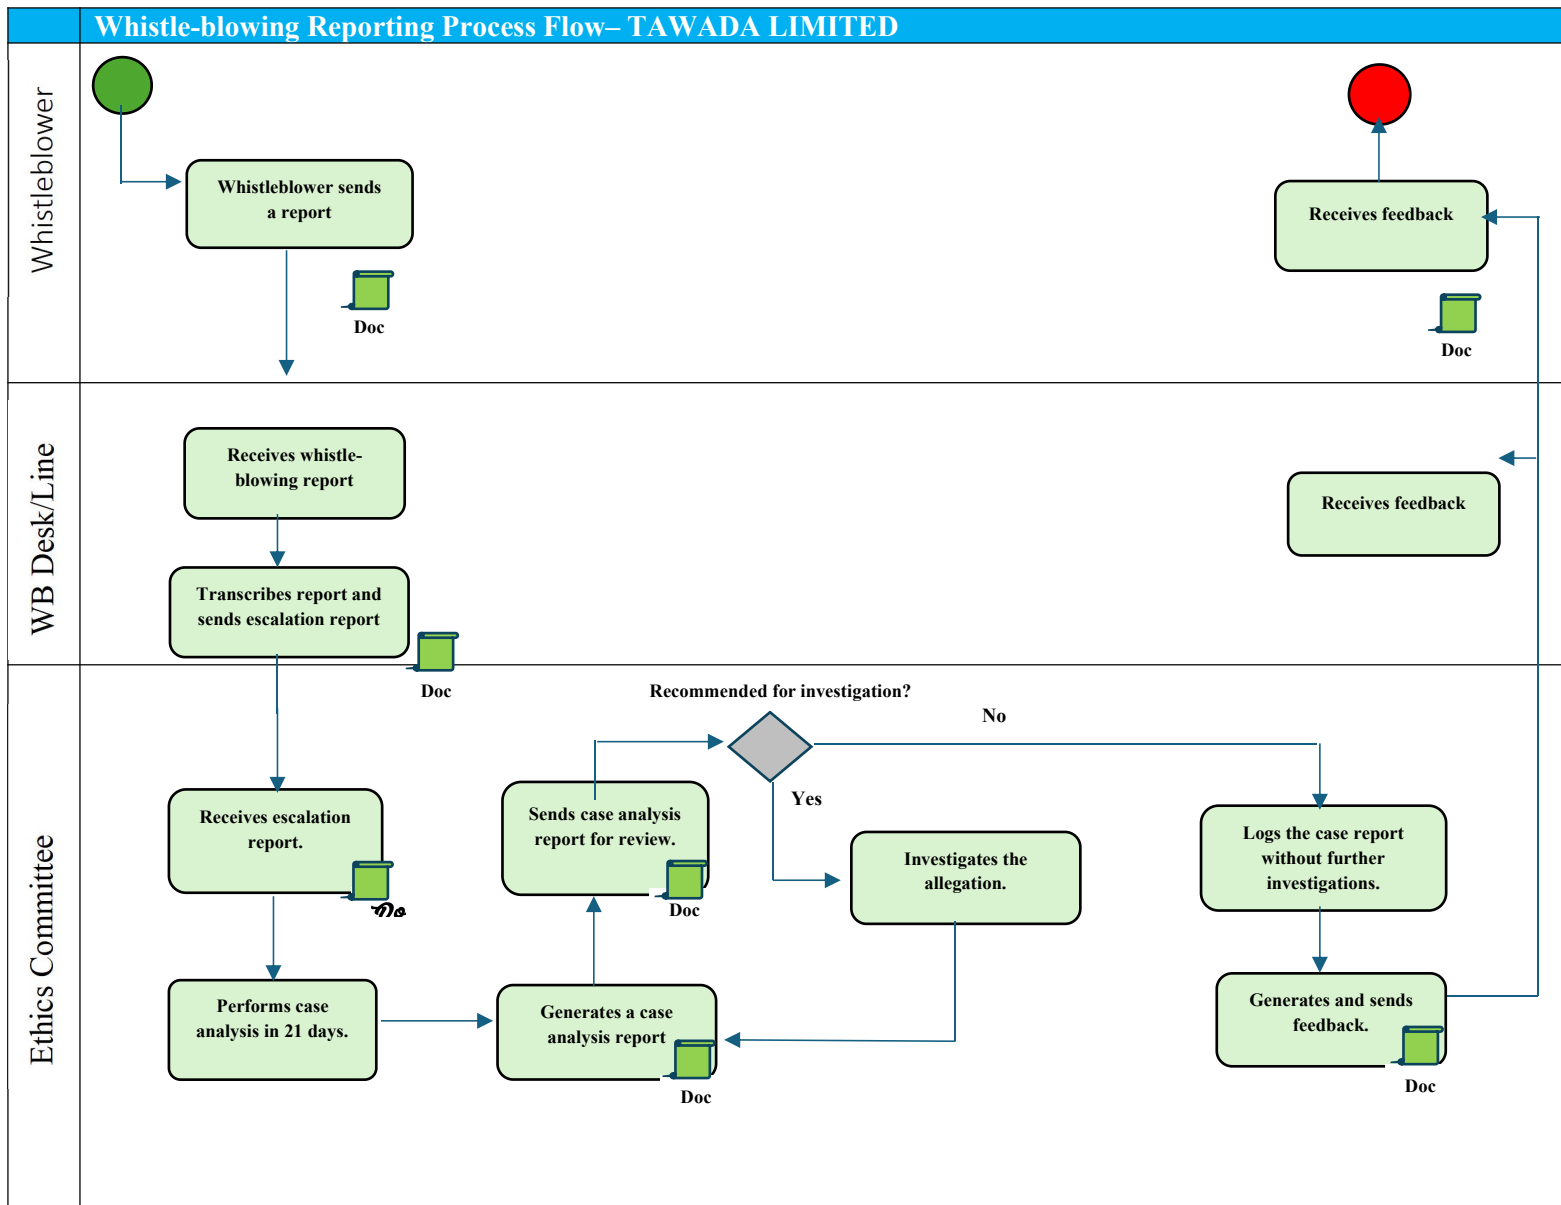 Whistle-blowing Reporting Process Flow– TAWADA LIMITED
Whistleblower
Whistleblower sends
a report
Doc
Receives feedback
Doc
WB Desk/Line
Receives whistle-
blowing report
Transcribes report and
sends escalation report
Doc
Receives feedback
Ethics Committee
Recommended for investigation?
No
Yes
Receives escalation
report.
Performs case
analysis in 21 days.
Sends case analysis
report for review.
Doc
Generates a case
analysis report
Doc
Investigates the
allegation.
Logs the case report
without further
investigations.
Generates and sends
feedback.
Doc